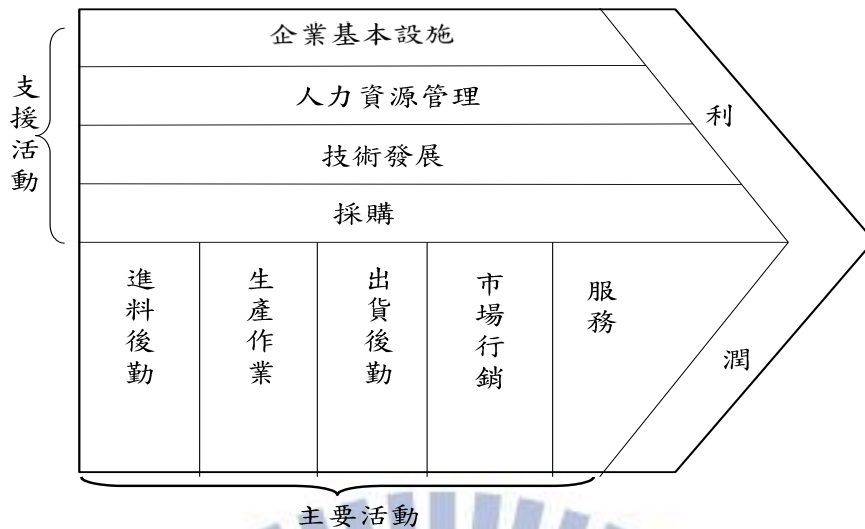 企業基本設施
人力資源管理
技術發展
採購
支援活動
利潤
進料後勤
生產作業
出貨後勤
市場行銷
服務
主要活動